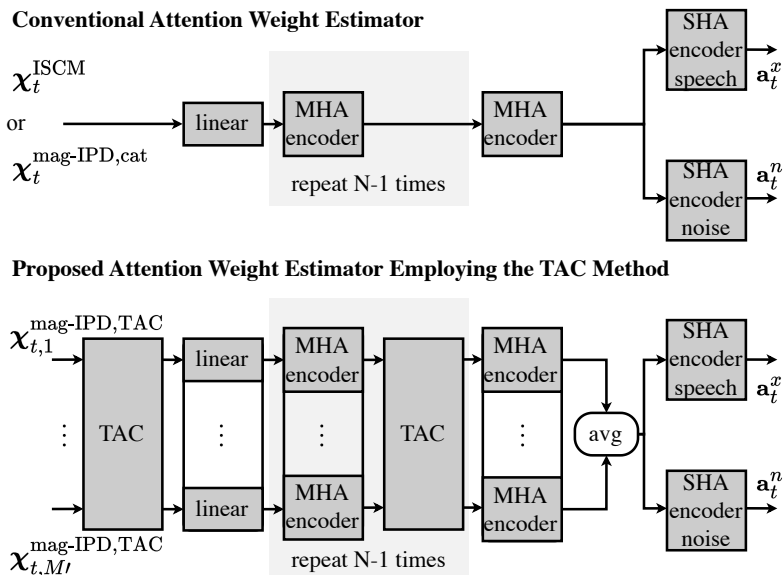 Conventional Attention Weight Estimator
χ_t^ISCM
or
χ_t^mag-IPD,cat
linear
MHA
encoder
repeat N-1 times
MHA
encoder
SHA
encoder
speech
a_t^x
SHA
encoder
noise
a_t^n
Proposed Attention Weight Estimator Employing the TAC Method
χ_{t,1}^mag-IPD,TAC
⋮
χ_{t,M′}^mag-IPD,TAC
TAC
linear
⋮
linear
MHA
encoder
⋮
MHA
encoder
TAC
repeat N-1 times
MHA
encoder
⋮
MHA
encoder
avg
SHA
encoder
speech
a_t^x
SHA
encoder
noise
a_t^n